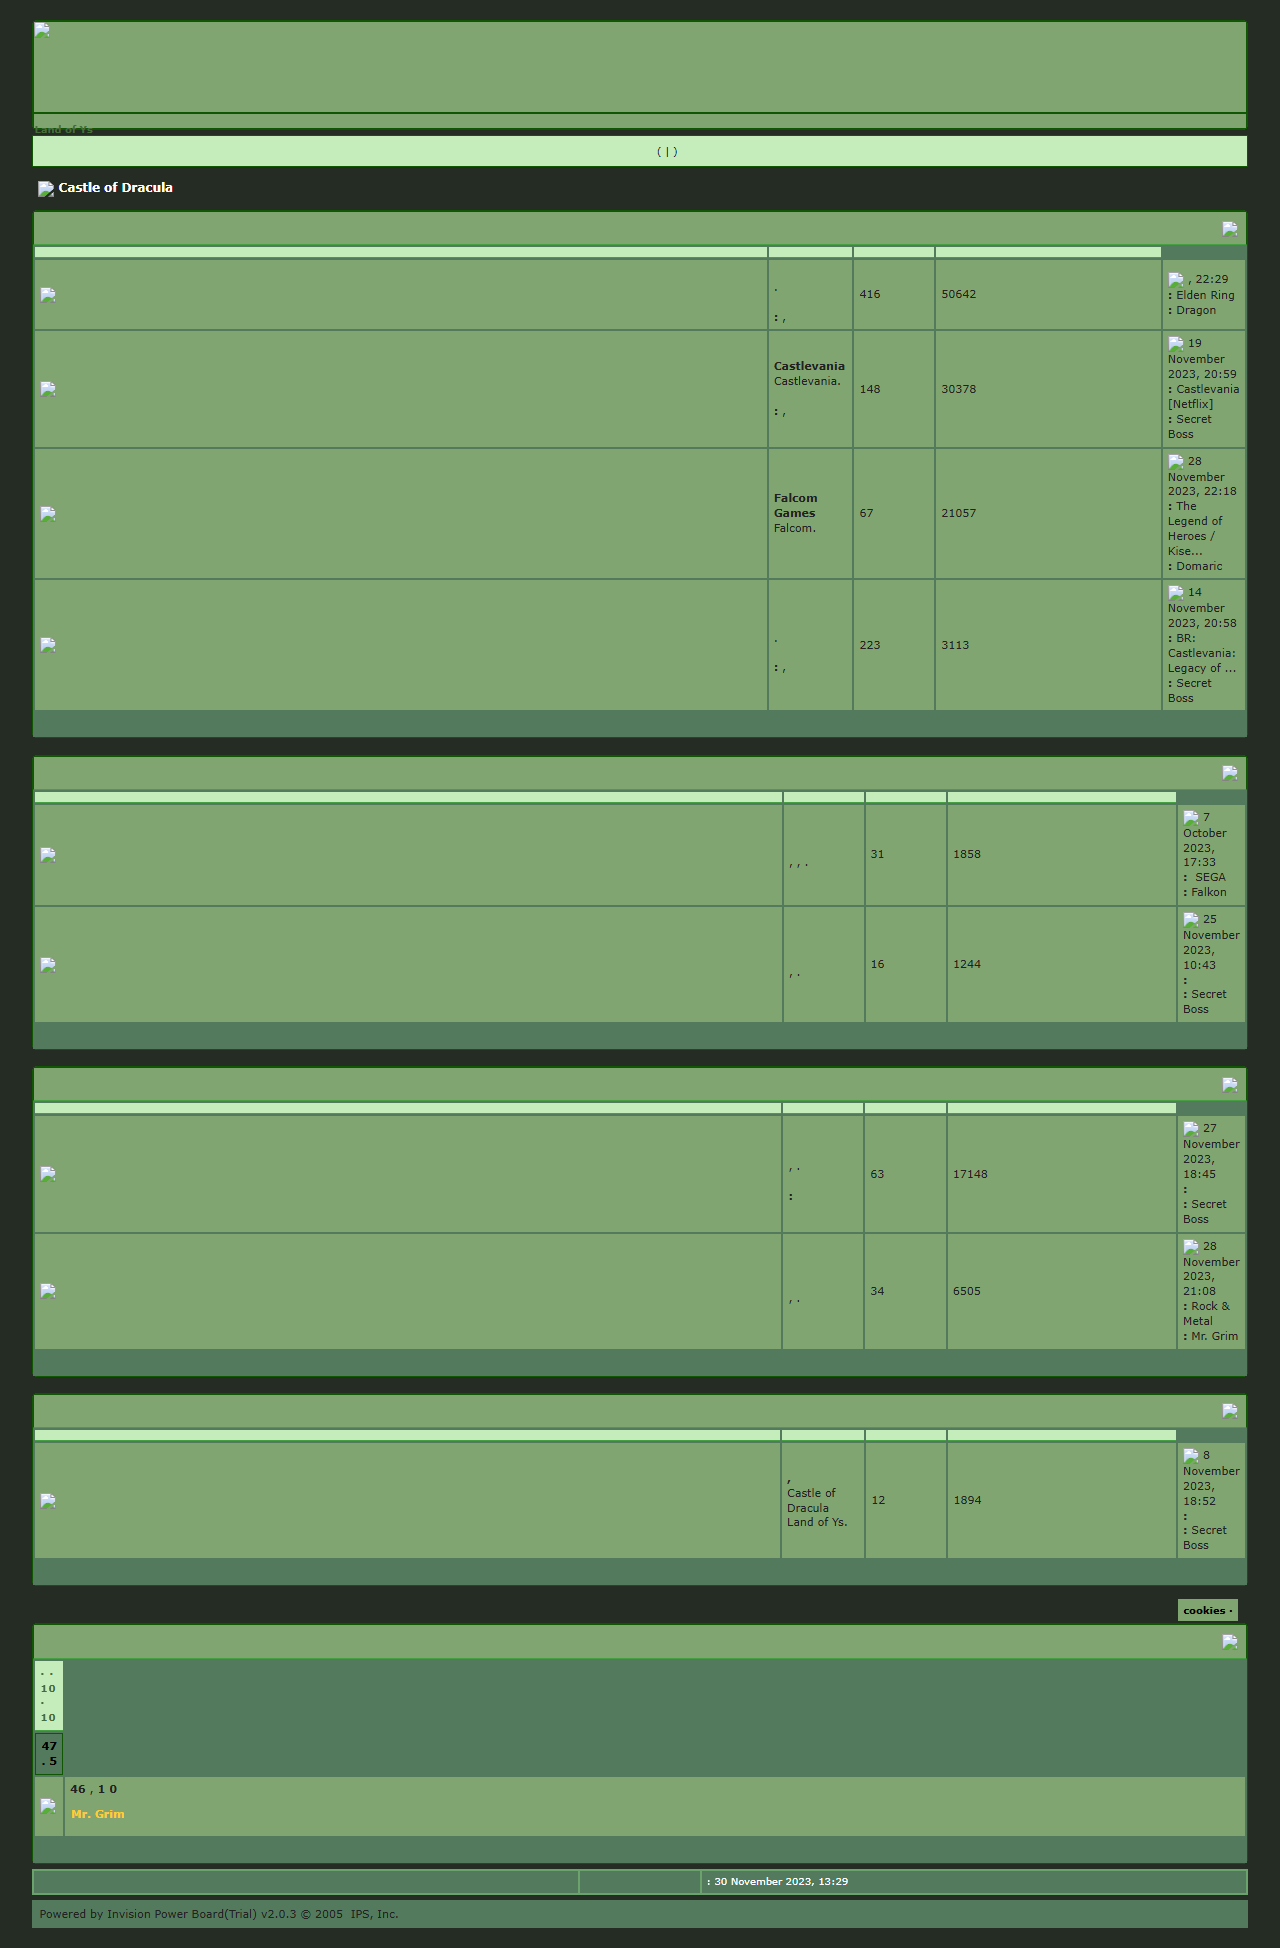 Land of Ys
( | )
Castle of Dracula
.
: ,
416
50642
, 22:29
: Elden Ring
: Dragon
Castlevania
Castlevania.
: ,
148
30378
19
November
2023, 20:59
: Castlevania
[Netflix]
: Secret
Boss
Falcom
Games
Falcom.
67
21057
28
November
2023, 22:18
: The
Legend of
Heroes /
Kise...
: Domaric
.
: ,
223
3113
14
November
2023, 20:58
: BR:
Castlevania:
Legacy of ...
: Secret
Boss
, , .
31
1858
7
October
2023,
17:33
: SEGA
: Falkon
, .
16
1244
25
November
2023,
10:43
:
: Secret
Boss
, .
:
63
17148
27
November
2023,
18:45
:
: Secret
Boss
, .
34
6505
28
November
2023,
21:08
: Rock &
Metal
: Mr. Grim
,
Castle of
Dracula
Land of Ys.
12
1894
8
November
2023,
18:52
:
: Secret
Boss
cookies ·
· ·
10
·
10
47
. 5
46 , 1 0
Mr. Grim
: 30 November 2023, 13:29
Powered by Invision Power Board(Trial) v2.0.3 © 2005  IPS, Inc.